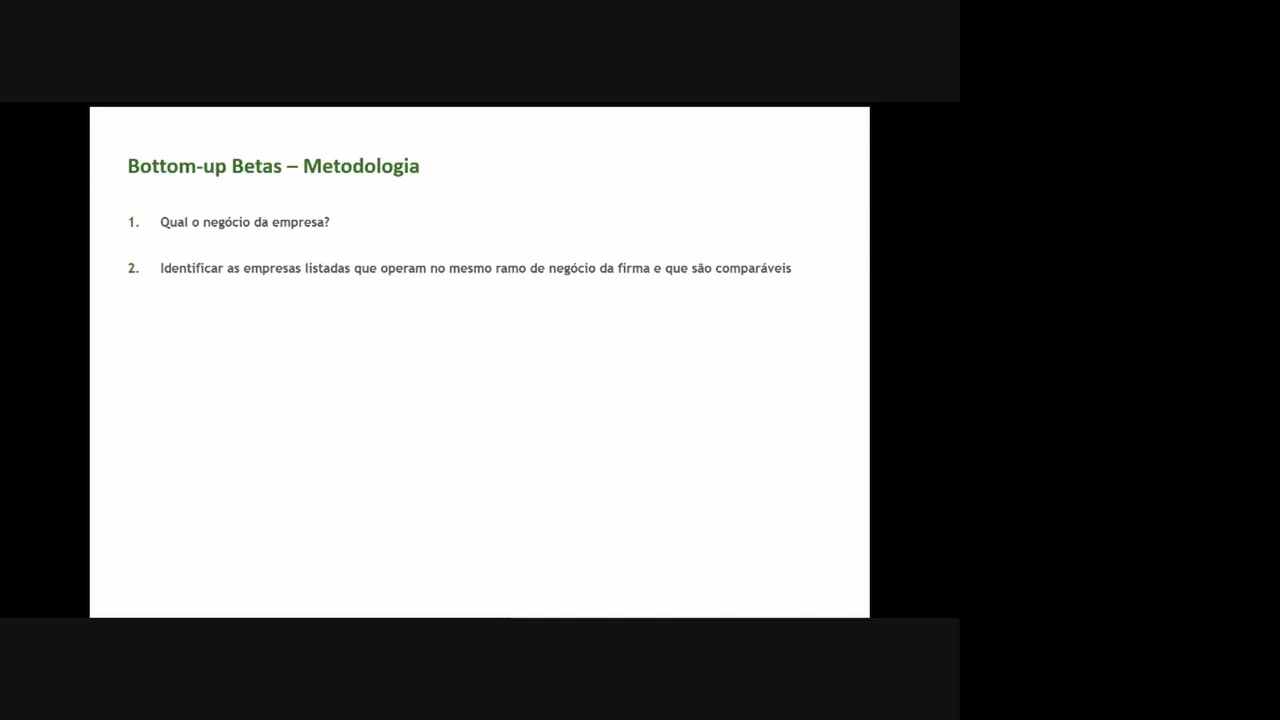 Bottom-up Betas – Metodologia
1. Qual o negócio da empresa?
2. Identificar as empresas listadas que operam no mesmo ramo de negócio da firma e que são comparáveis